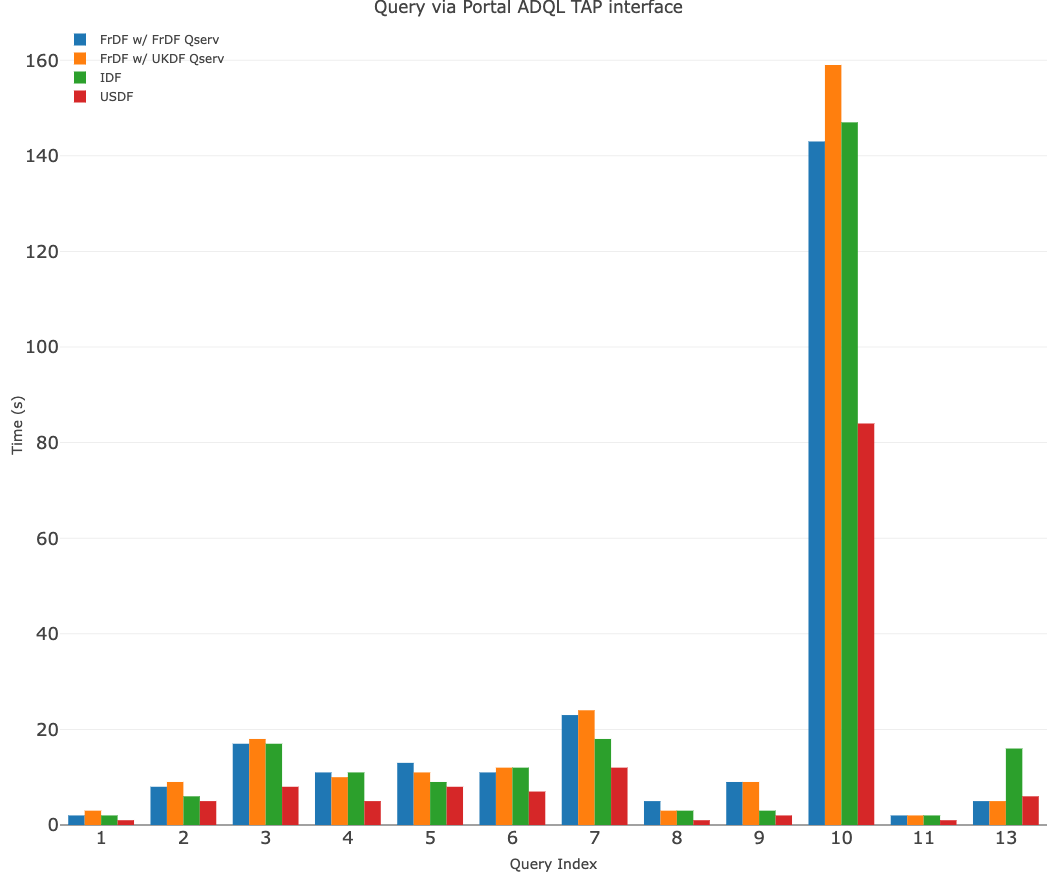 Query via Portal ADQL TAP interface
FrDF w/ FrDF Qserv
FrDF w/ UKDF Qserv
IDF
USDF
160
140
120
100
80
60
40
20
0
Time (s)
1 2 3 4 5 6 7 8 9 10 11 13
Query Index